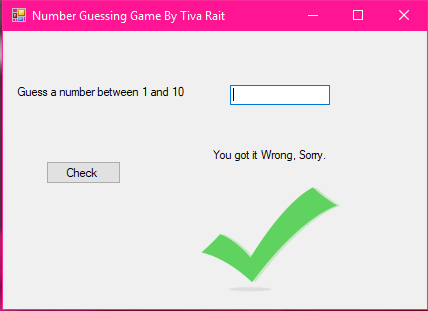 Number Guessing Game By Tiva Rait
Guess a number between 1 and 10
You got it Wrong, Sorry.
Check